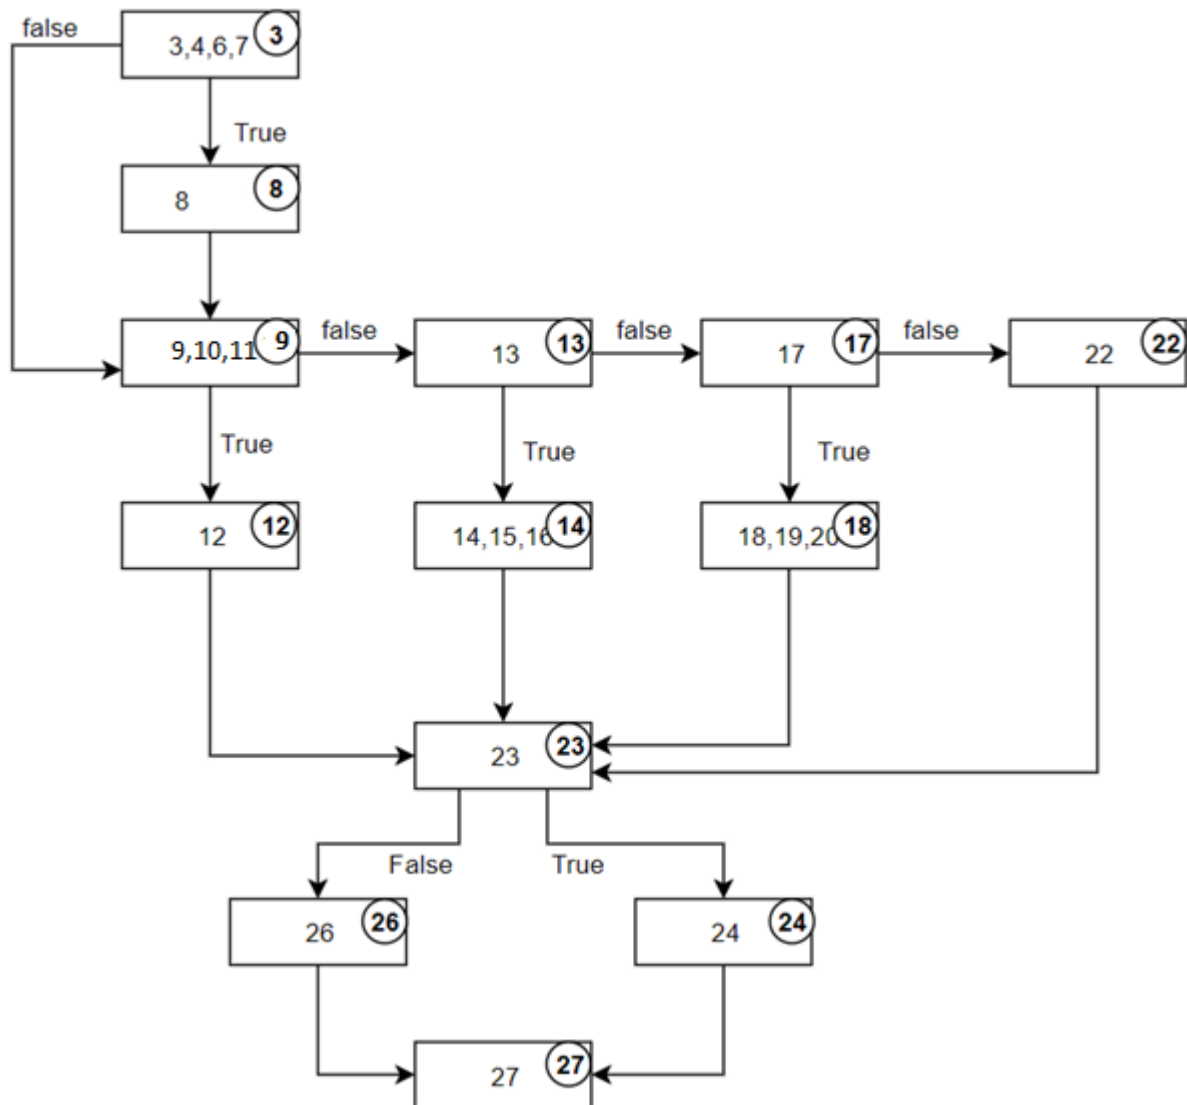 false
3,4,6,7 3
True
8 8
9,10,11 9 false 13 13 false 17 17 false 22 22
True True True
12 12 14,15,16 14 18,19,20 18
23 23
False True
26 26 24 24
27 27